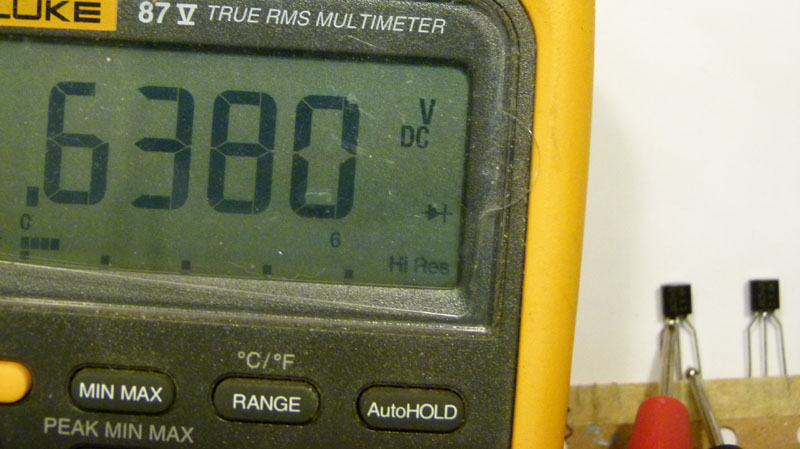 LUKE 87 V TRUE RMS MULTIMETER
.6380 V
DC
0
6
Hi Res
°C/°F
MIN MAX RANGE AutoHOLD
PEAK MIN MAX